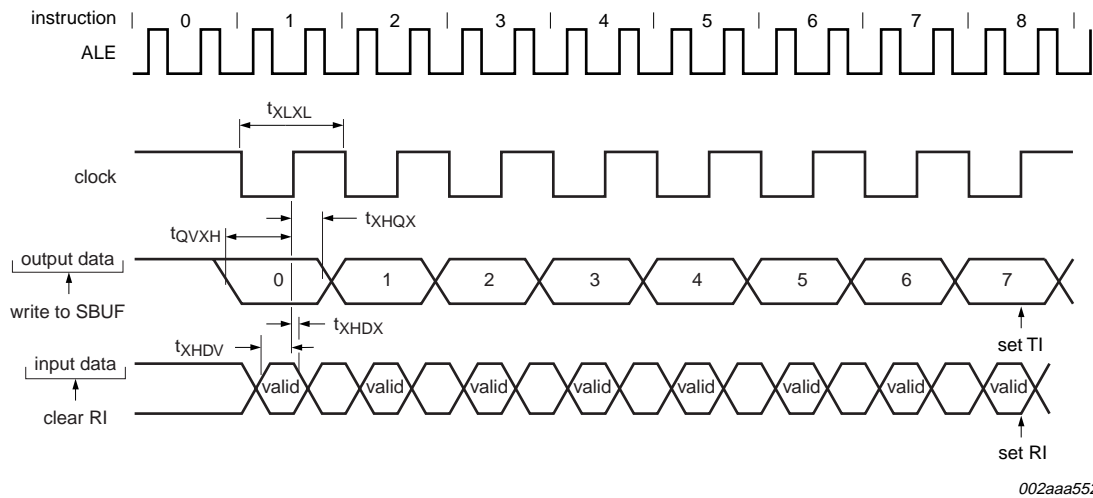 instruction 0 1 2 3 4 5 6 7 8
ALE
tXLXL
clock
tXHQX
tQVXH
output data 0 1 2 3 4 5 6 7
write to SBUF
tXHDX
set TI
tXHDV
input data valid valid valid valid valid valid valid valid
clear RI
set RI
002aaa552